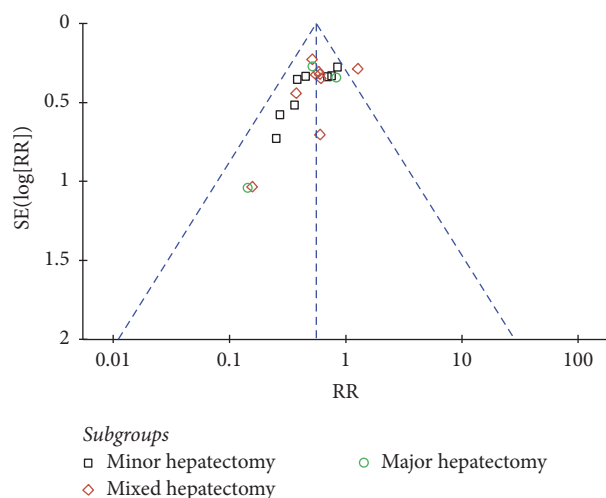 0
0.5
1
1.5
2
SE(log[RR])
0.01 0.1 1 10 100
RR
Subgroups
Minor hepatectomy Major hepatectomy
Mixed hepatectomy